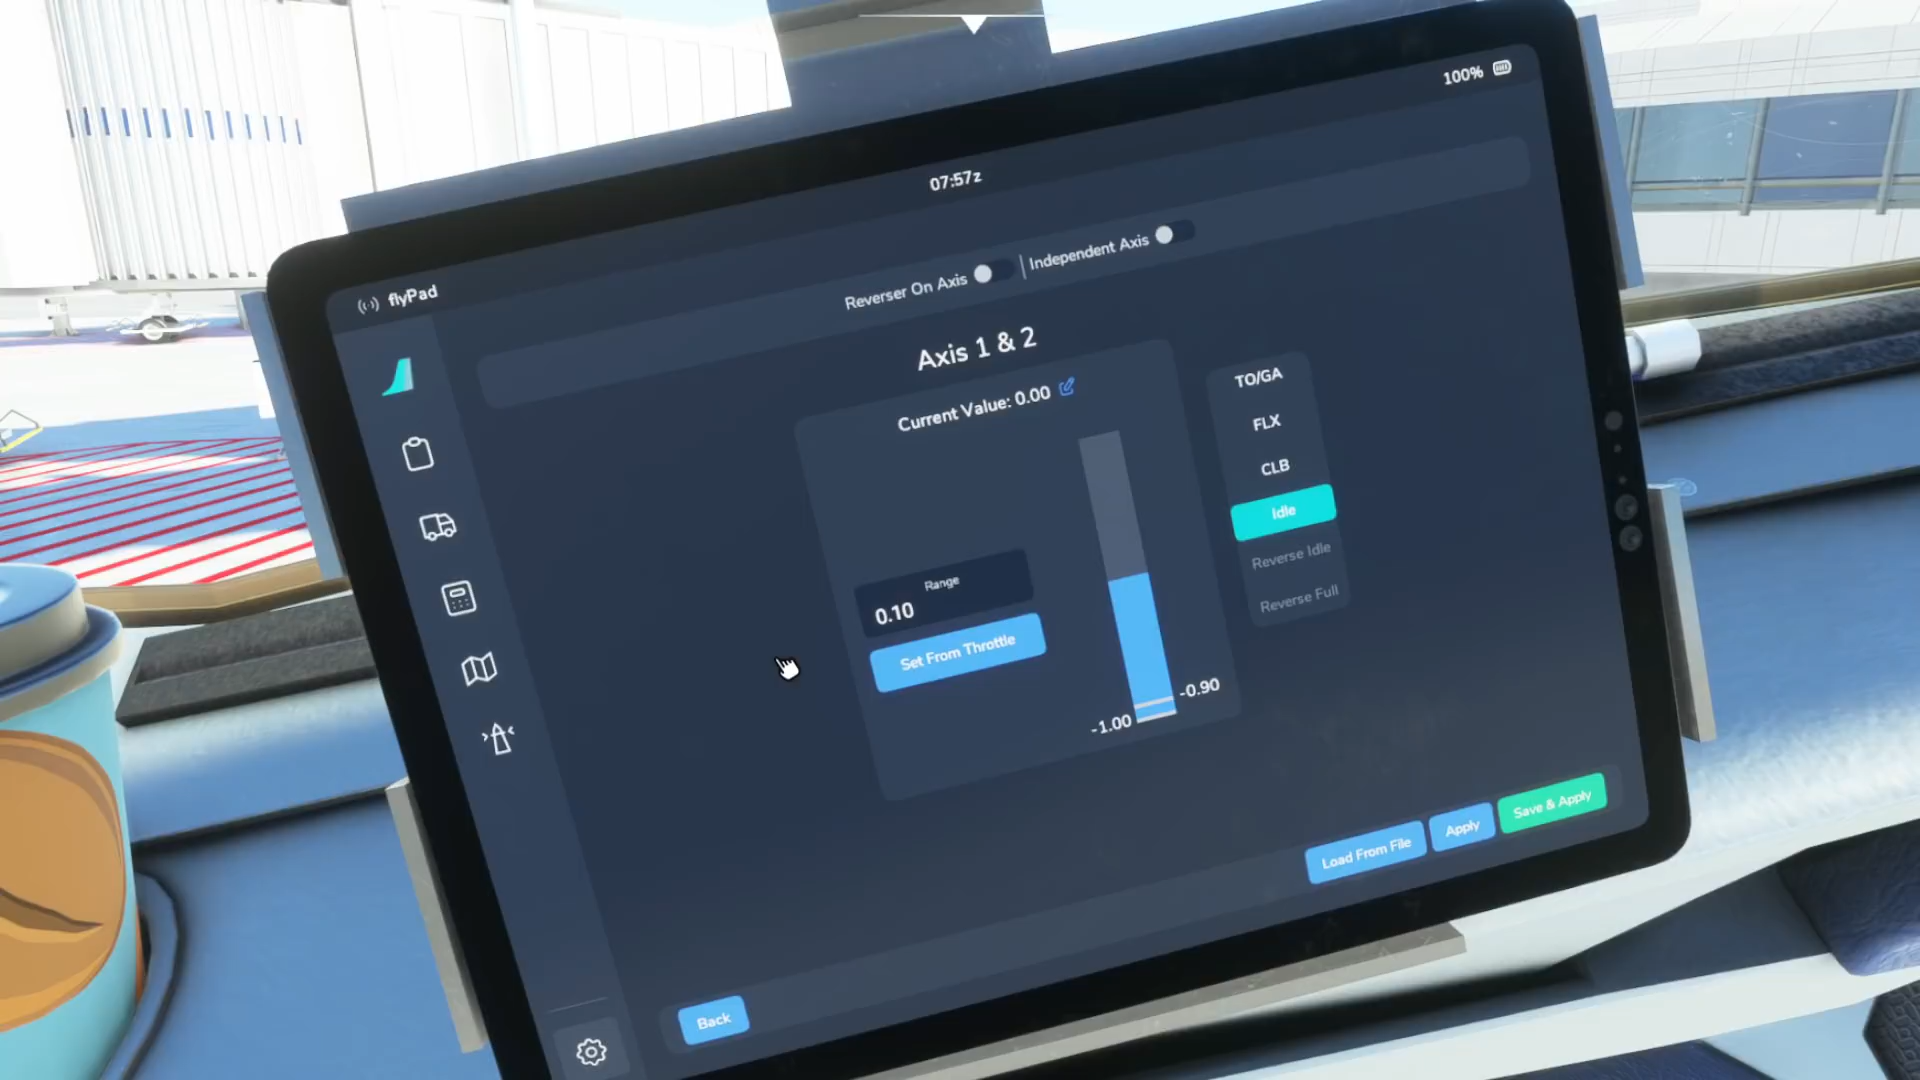 100%
07:57z
flyPad
Reverser On Axis
Independent Axis
Axis 1 & 2
Current Value: 0.00
TO/GA
FLX
CLB
Idle
Reverse Idle
Reverse Full
Range
0.10
Set From Throttle
-0.90
-1.00
Load From File
Apply
Save & Apply
Back